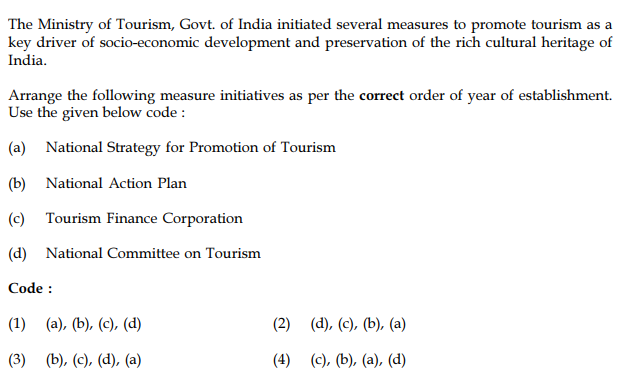 The Ministry of Tourism, Govt. of India initiated several measures to promote tourism as a
key driver of socio-economic development and preservation of the rich cultural heritage of
India.
Arrange the following measure initiatives as per the correct order of year of establishment.
Use the given below code :
(a) National Strategy for Promotion of Tourism
(b) National Action Plan
(c) Tourism Finance Corporation
(d) National Committee on Tourism
Code :
(1) (a), (b), (c), (d) (2) (d), (c), (b), (a)
(3) (b), (c), (d), (a) (4) (c), (b), (a), (d)